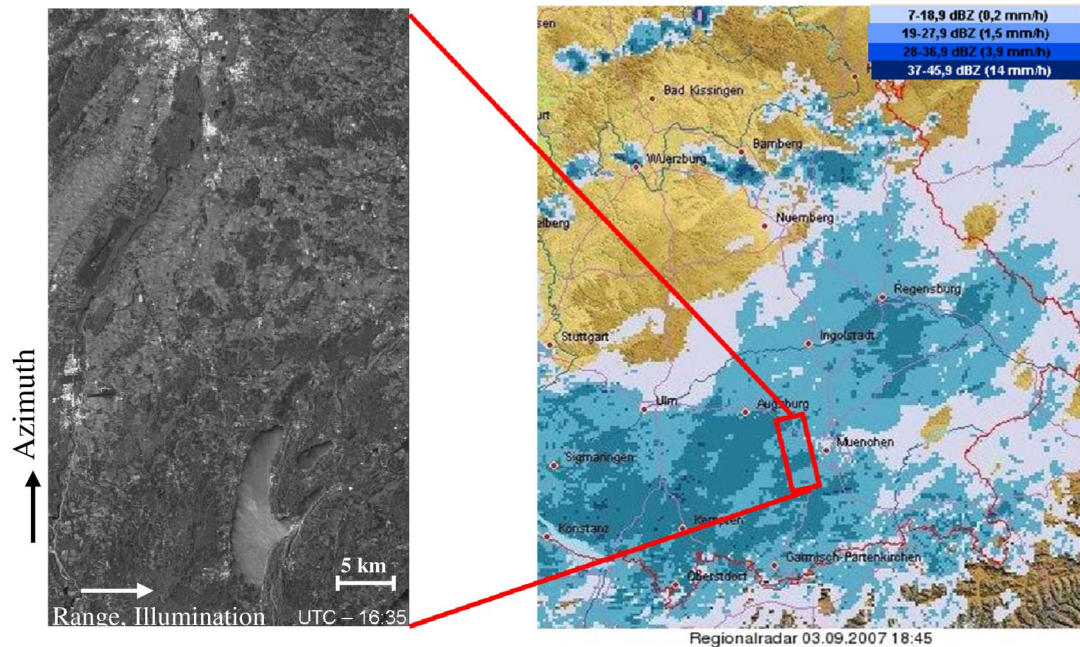 Azimuth
Range, Illumination
5 km
UTC – 16:35
7-18,9 dBZ (0,2 mm/h)
19-27,9 dBZ (1,5 mm/h)
28-36,9 dBZ (3,9 mm/h)
37-45,9 dBZ (14 mm/h)
Bad Kissingen
Bamberg
Wuerzburg
Nuernberg
elberg
Regensburg
Stuttgart
Ingolstadt
Ulm
Augsburg
Muenchen
Sigmaringen
Konstanz
Kempten
Garmisch-Partenkirchen
Oberstdorf
Regionalradar 03.09.2007 18:45